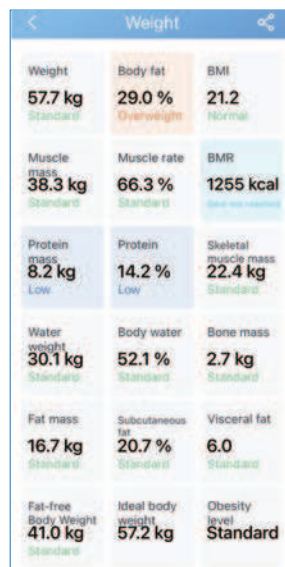 Weight
Weight
57.7 kg
Standard
Body fat
29.0 %
Overweight
BMI
21.2
Normal
Muscle
mass
38.3 kg
Standard
Muscle rate
66.3 %
Standard
BMR
1255 kcal
Protein
mass
8.2 kg
Low
Protein
14.2 %
Low
Skeletal
muscle mass
22.4 kg
Standard
Water
weight
30.1 kg
Standard
Body water
52.1 %
Standard
Bone mass
2.7 kg
Standard
Fat mass
16.7 kg
Standard
Subcutaneous
fat
20.7 %
Standard
Visceral fat
6.0
Standard
Fat-free
Body Weight
41.0 kg
Standard
Ideal body
weight
57.2 kg
Obesity
level
Standard